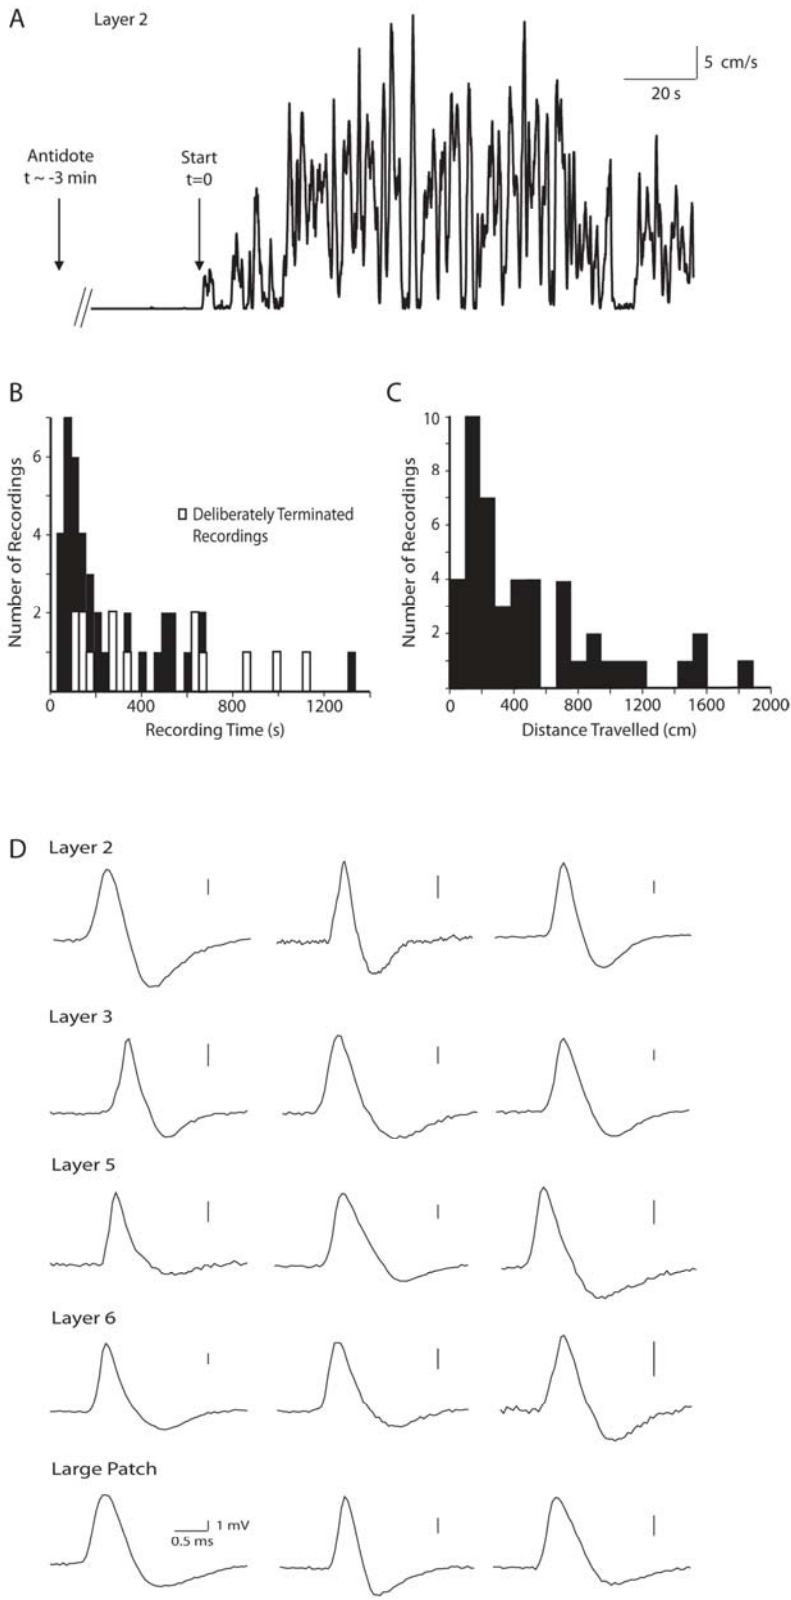 A
Layer 2
5 cm/s
20 s
Antidote
t ~ -3 min
Start
t=0
B
Number of Recordings
6
4
2
0
400
800
1200
Recording Time (s)
Deliberately Terminated
Recordings
C
Number of Recordings
10
8
6
4
2
0
400
800
1200
1600
2000
Distance Travelled (cm)
D
Layer 2
Layer 3
Layer 5
Layer 6
Large Patch
1 mV
0.5 ms